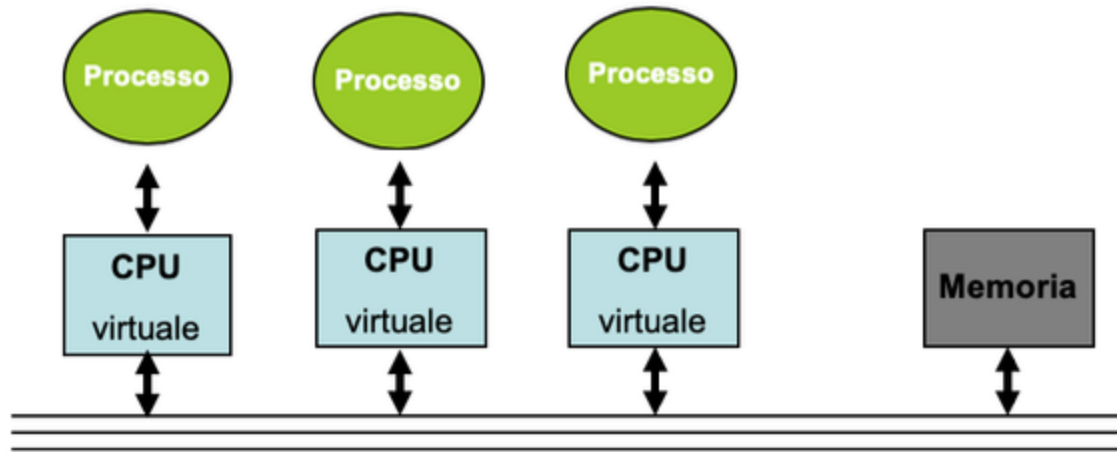 Processo
Processo
Processo
CPU
virtuale
CPU
virtuale
CPU
virtuale
Memoria